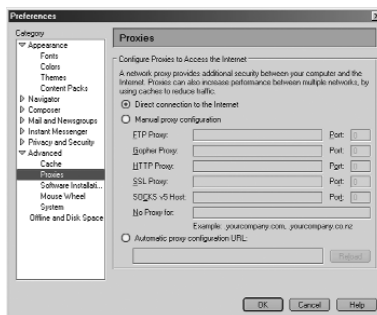 Preferences
Category
Appearance
Fonts
Colors
Themes
Content Packs
Navigator
Composer
Mail and Newsgroups
Instant Messenger
Privacy and Security
Advanced
Cache
Proxies
Software Installati...
Mouse Wheel
System
Offline and Disk Space
Proxies
Configure Proxies to Access the Internet
A network proxy provides additional security between your computer and the
Internet. Proxies can also increase performance between multiple networks, by
using caches to reduce traffic.
Direct connection to the Internet
Manual proxy configuration
FTP Proxy: Port: 0
Gopher Proxy: Port: 0
HTTP Proxy: Port: 0
SSL Proxy: Port: 0
SOCKS v5 Host: Port: 0
No Proxy for:
Example: .yourcompany.com, .yourcompany.co.nz
Automatic proxy configuration URL:
Reload
OK Cancel Help